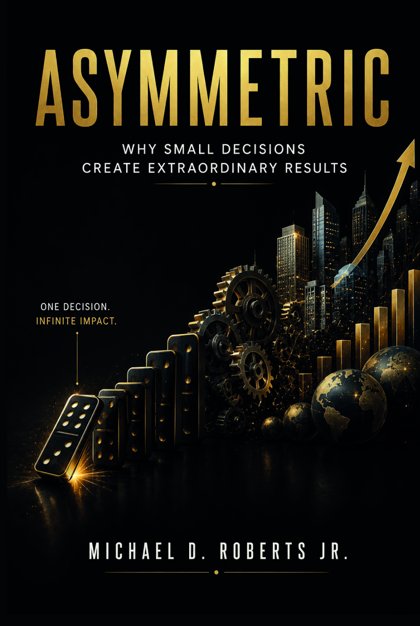 ASYMMETRIC
WHY SMALL DECISIONS
CREATE EXTRAORDINARY RESULTS
ONE DECISION.
INFINITE IMPACT.
MICHAEL D. ROBERTS JR.